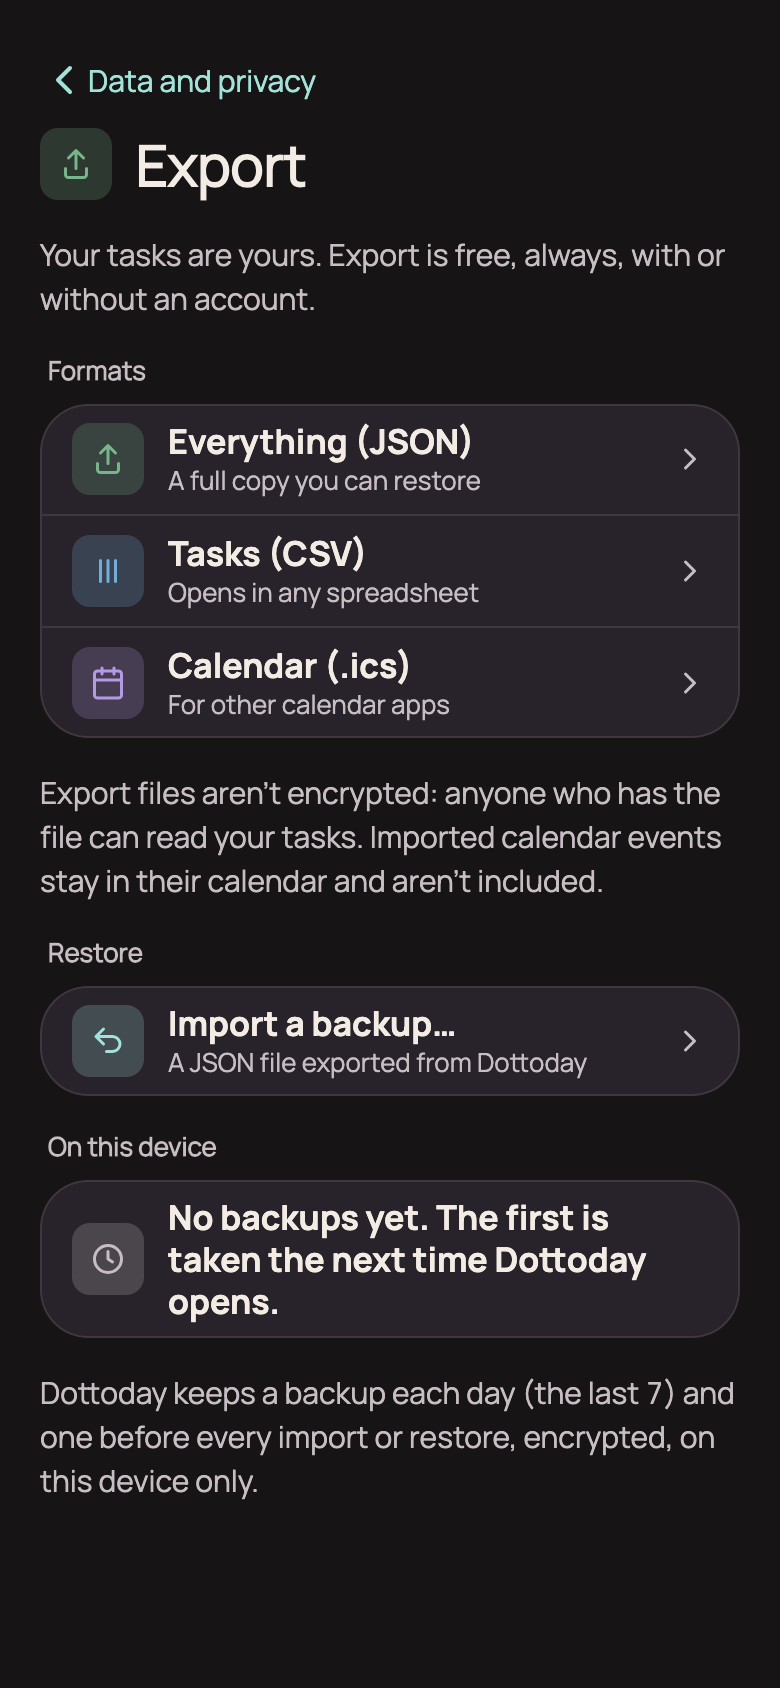 Data and privacy
Export
Your tasks are yours. Export is free, always, with or
without an account.
Formats
Everything (JSON)
A full copy you can restore
Tasks (CSV)
Opens in any spreadsheet
Calendar (.ics)
For other calendar apps
Export files aren’t encrypted: anyone who has the
file can read your tasks. Imported calendar events
stay in their calendar and aren’t included.
Restore
Import a backup…
A JSON file exported from Dottoday
On this device
No backups yet. The first is
taken the next time Dottoday
opens.
Dottoday keeps a backup each day (the last 7) and
one before every import or restore, encrypted, on
this device only.